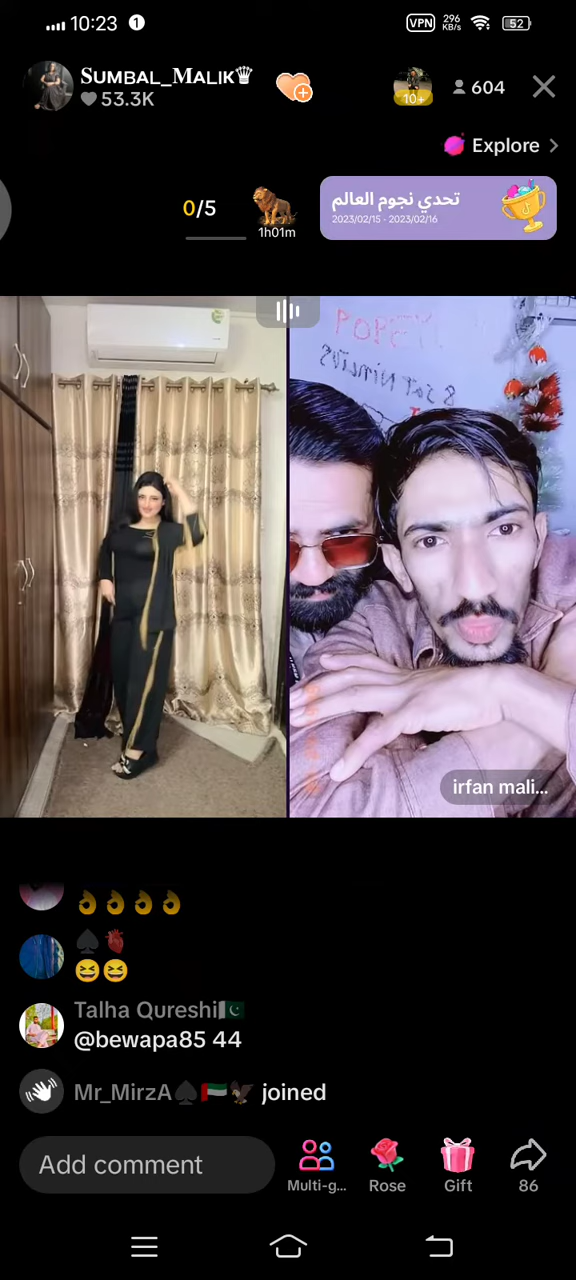 10:23
1
VPN
296
KB/s
52
Sumbal_Malik
53.3K
10+
604
Explore
0/5
1h01m
تحدي نجوم العالم
2023/02/15 - 2023/02/16
irfan mali...
Talha Qureshi
@bewapa85 44
Mr_MirzA
joined
Add comment
Multi-g...
Rose
Gift
86